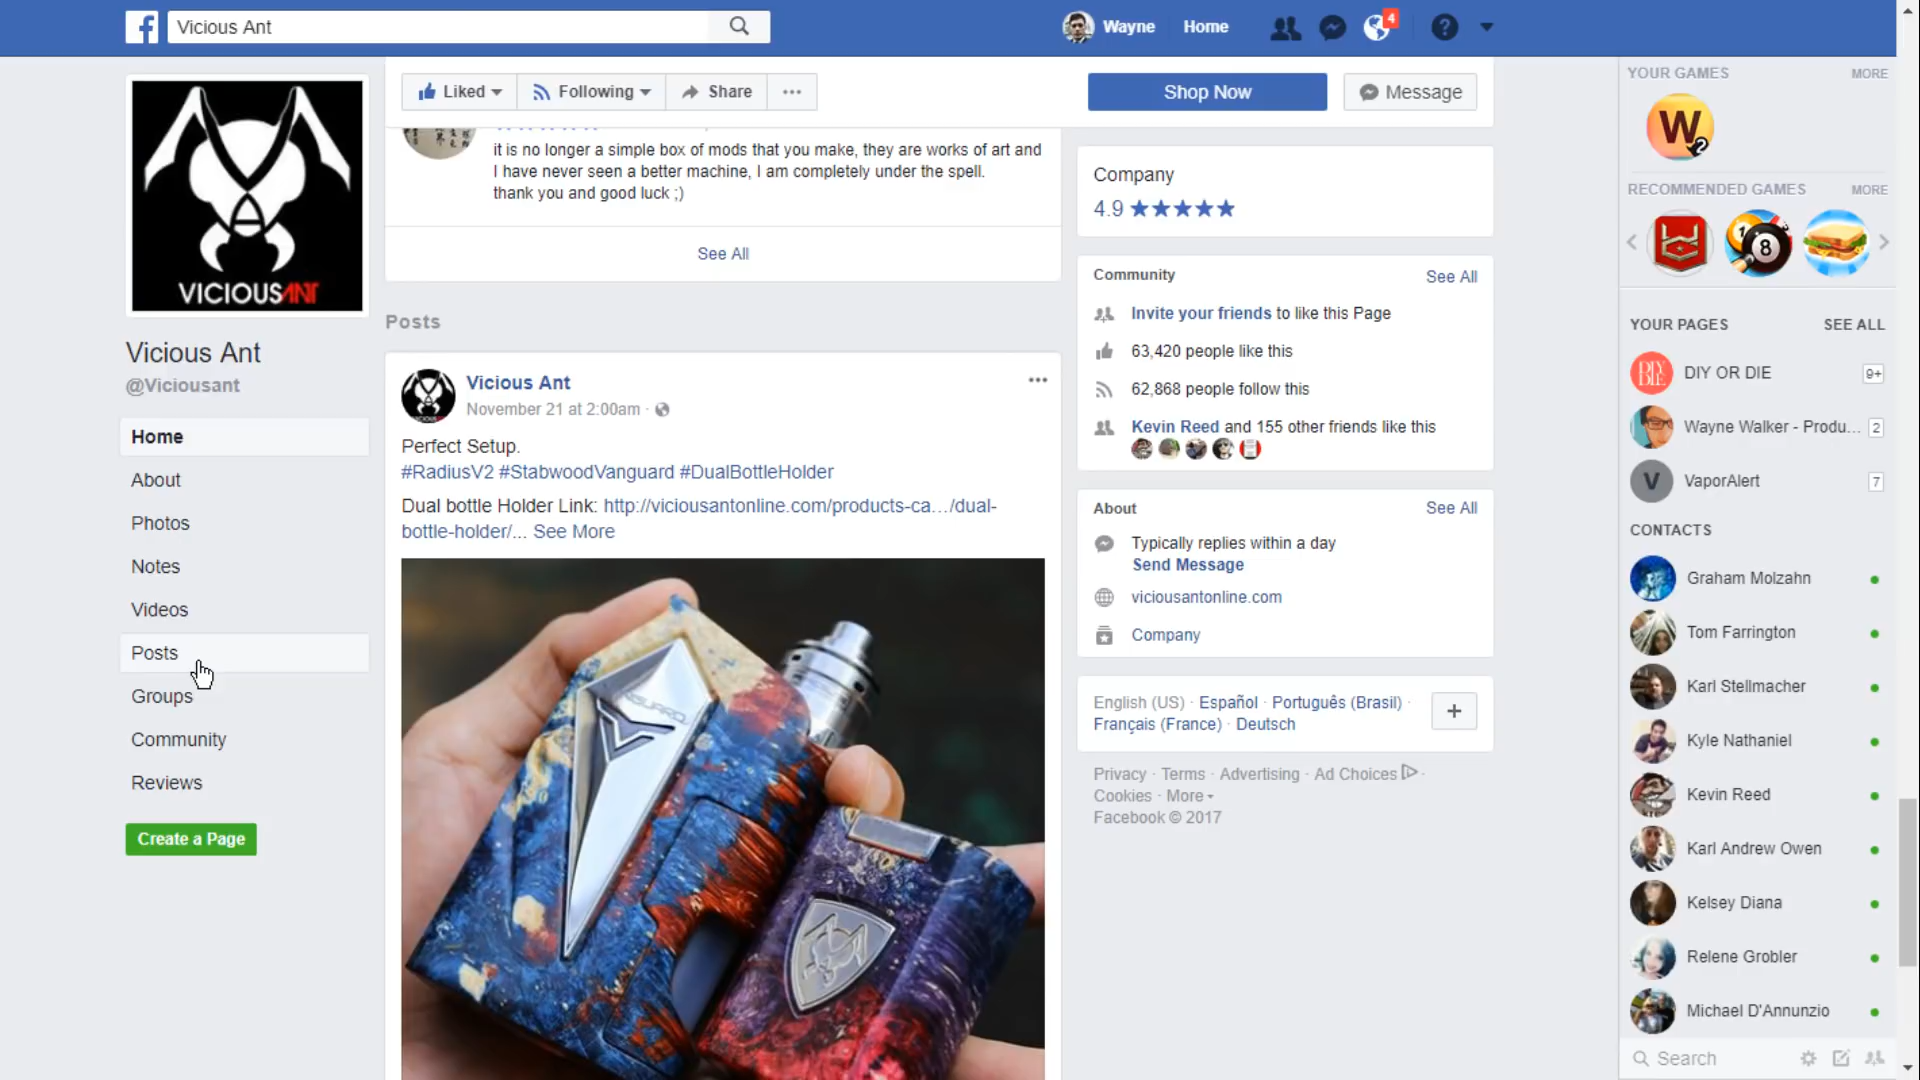 Vicious Ant
Wayne
Home
4
VICIOUSANT
Vicious Ant
@Viciousant
Home
About
Photos
Notes
Videos
Posts
Groups
Community
Reviews
Create a Page
Liked
Following
Share
Shop Now
Message
it is no longer a simple box of mods that you make, they are works of art and
I have never seen a better machine, I am completely under the spell.
thank you and good luck ;)
See All
Posts
Vicious Ant
November 21 at 2:00am ·
Perfect Setup.
#RadiusV2 #StabwoodVanguard #DualBottleHolder
Dual bottle Holder Link: http://viciousantonline.com/products-ca…/dual-
bottle-holder/... See More
Company
4.9
Community
See All
Invite your friends to like this Page
63,420 people like this
62,868 people follow this
Kevin Reed and 155 other friends like this
About
See All
Typically replies within a day
Send Message
viciousantonline.com
Company
English (US) · Español · Português (Brasil) ·
Français (France) · Deutsch
Privacy · Terms · Advertising · Ad Choices ·
Cookies · More
Facebook © 2017
YOUR GAMES
MORE
W2
RECOMMENDED GAMES
MORE
8
YOUR PAGES
SEE ALL
DIY OR DIE
9+
Wayne Walker - Produ...
2
V
VaporAlert
7
CONTACTS
Graham Molzahn
Tom Farrington
Karl Stellmacher
Kyle Nathaniel
Kevin Reed
Karl Andrew Owen
Kelsey Diana
Relene Grobler
Michael D'Annunzio
Search